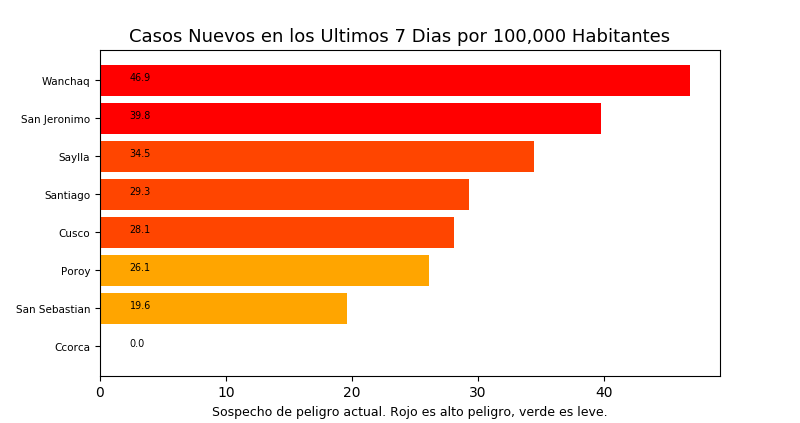 Casos Nuevos en los Ultimos 7 Dias por 100,000 Habitantes
Wanchaq 46.9
San Jeronimo 39.8
Saylla 34.5
Santiago 29.3
Cusco 28.1
Poroy 26.1
San Sebastian 19.6
Ccorca 0.0
0 10 20 30 40
Sospecho de peligro actual. Rojo es alto peligro, verde es leve.